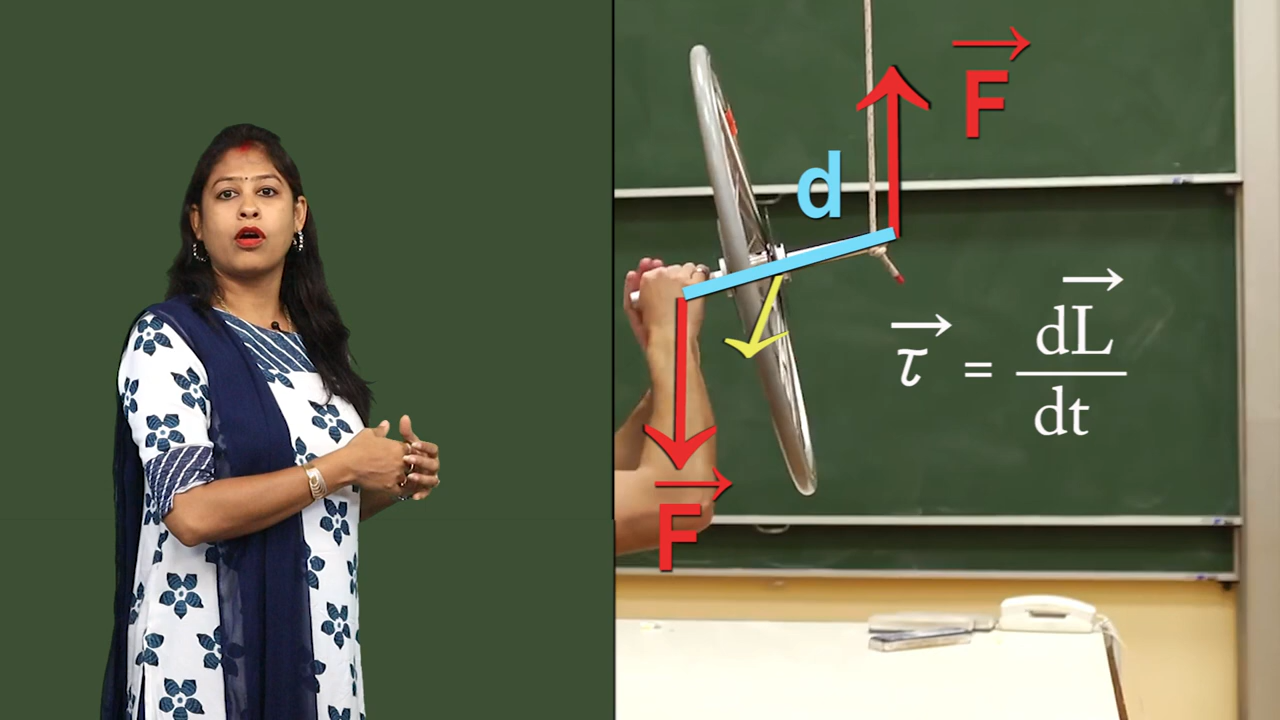 F
d
τ = dL
dt
F